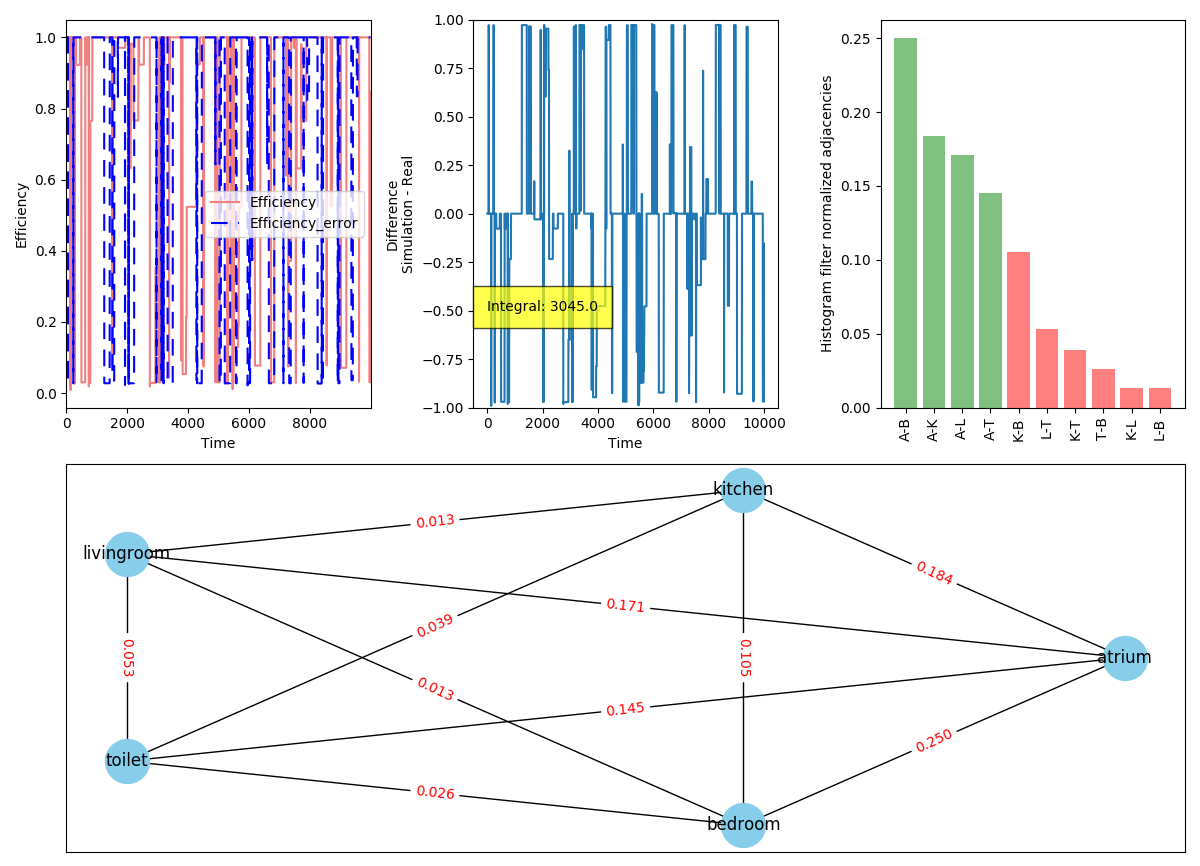 1.0
0.8
0.6
0.4
0.2
0.0
Efficiency
0
2000
4000
6000
8000
Time
Efficiency
Efficiency_error
1.00
0.75
0.50
0.25
0.00
−0.25
−0.50
−0.75
−1.00
Difference
Simulation - Real
Integral: 3045.0
0
2000
4000
6000
8000
10000
Time
0.25
0.20
0.15
0.10
0.05
0.00
Histogram filter normalized adjacencies
A-B
A-K
A-L
A-T
K-B
L-T
K-T
T-B
K-L
L-B
kitchen
0.013
livingroom
0.184
0.171
0.039
0.053
0.105
atrium
0.013
0.145
0.250
toilet
0.026
bedroom